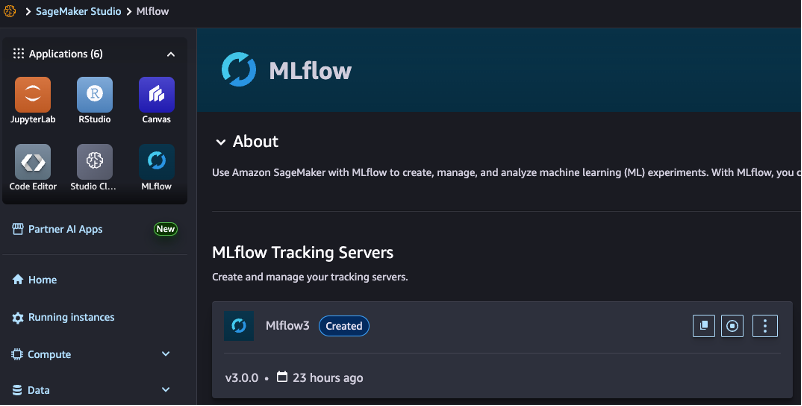 SageMaker Studio > Mlflow
Applications (6)
JupyterLab
RStudio
Canvas
Code Editor
Studio Cl...
MLflow
Partner AI Apps
New
Home
Running instances
Compute
Data
MLflow
About
Use Amazon SageMaker with MLflow to create, manage, and analyze machine learning (ML) experiments. With MLflow, you c
MLflow Tracking Servers
Create and manage your tracking servers.
Mlflow3 Created
v3.0.0 • 23 hours ago